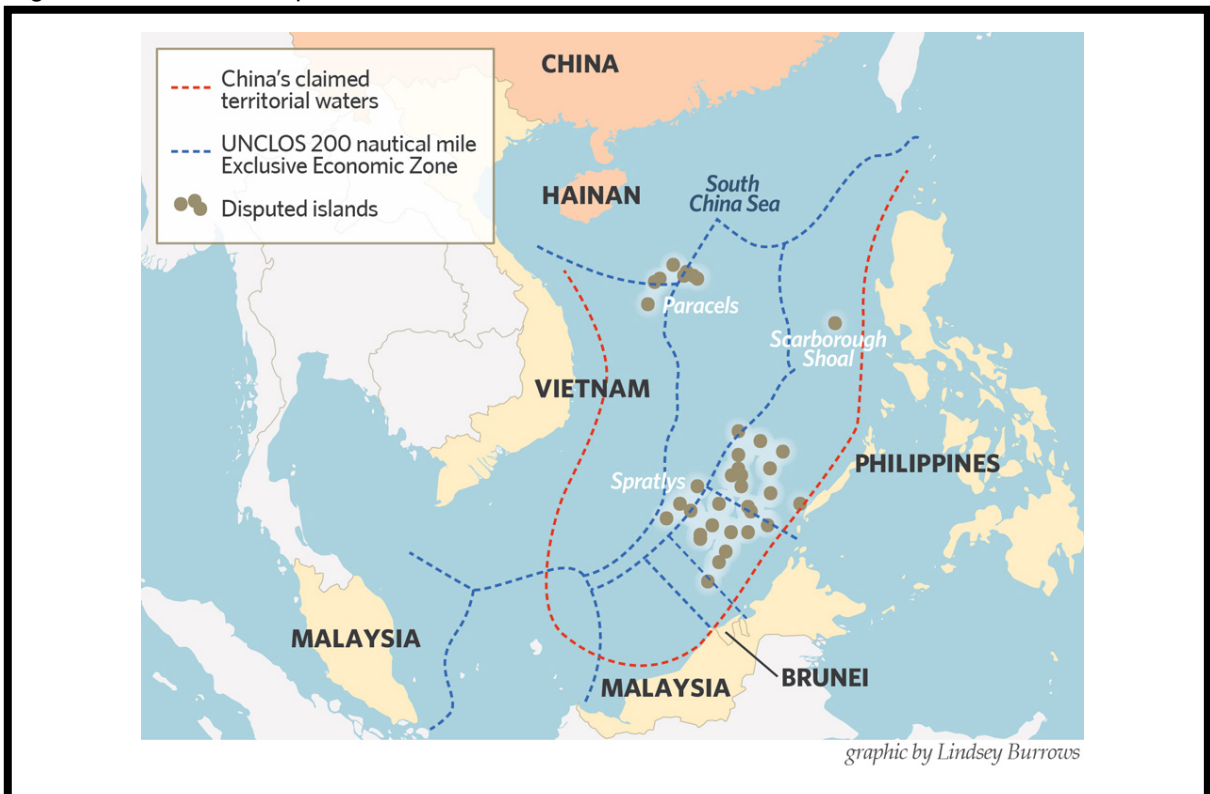 China's claimed
territorial waters
UNCLOS 200 nautical mile
Exclusive Economic Zone
Disputed islands
CHINA
HAINAN
South
China Sea
Paracels
Scarborough
Shoal
VIETNAM
Spratlys
PHILIPPINES
MALAYSIA
MALAYSIA
BRUNEI
graphic by Lindsey Burrows